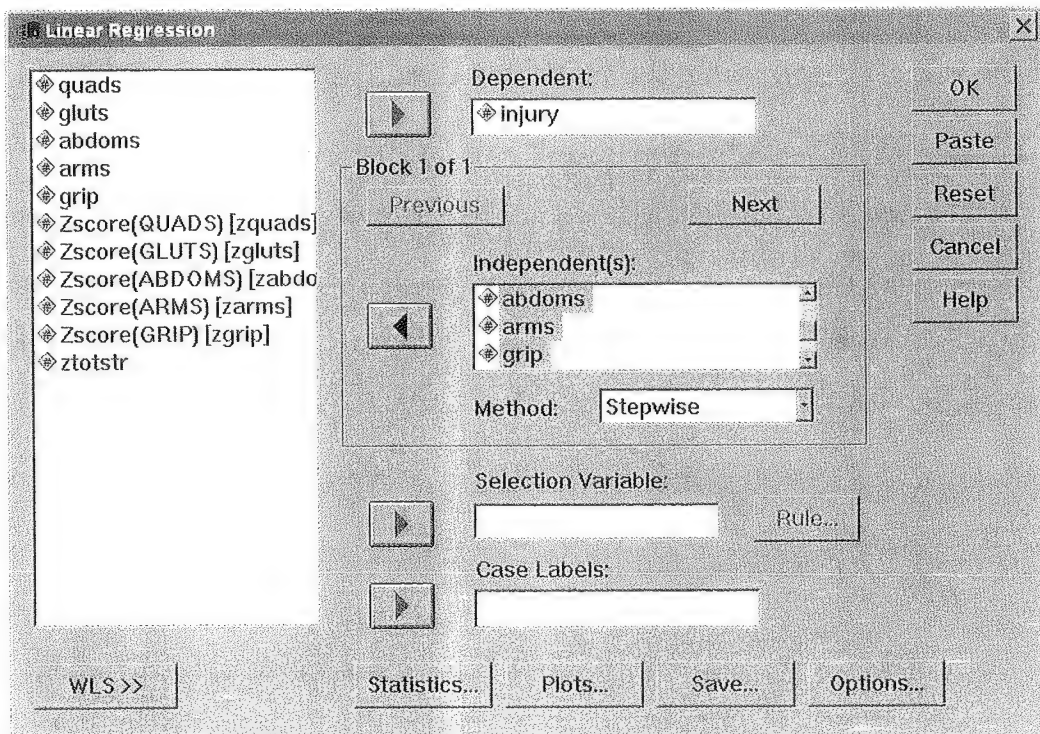 Linear Regression
quads
gluts
abdoms
arms
grip
Zscore(QUADS) [zquads]
Zscore(GLUTS) [zgluts]
Zscore(ABDOMS) [zabdo
Zscore(ARMS) [zarms]
Zscore(GRIP) [zgrip]
ztotstr
WLS >>
Dependent:
injury
Block 1 of 1
Previous
Next
Independent(s):
abdoms
arms
grip
Method:
Stepwise
Selection Variable:
Rule...
Case Labels:
Statistics...
Plots...
Save...
Options...
OK
Paste
Reset
Cancel
Help